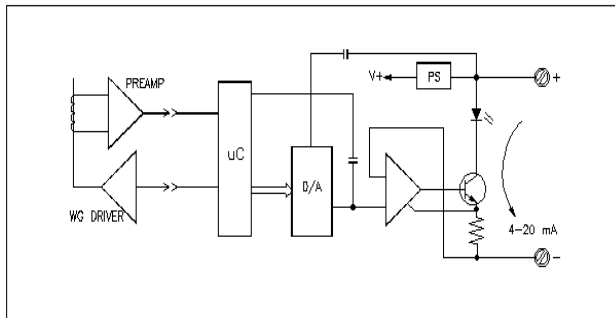 PREAMP
V+
PS
+
uC
D/A
WG DRIVER
4-20 mA
-